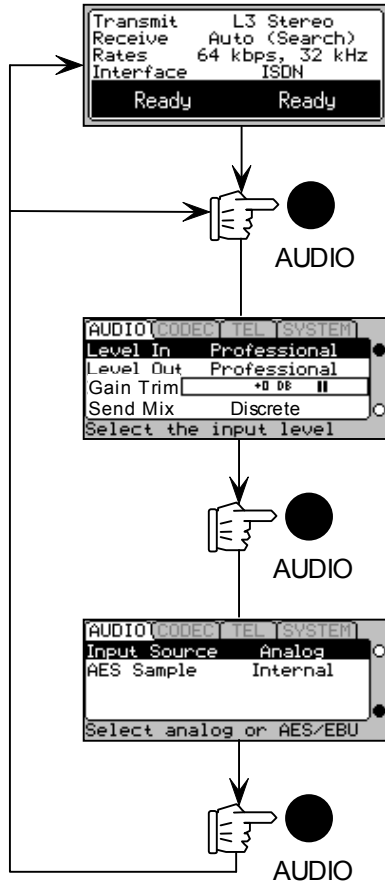 Transmit L3 Stereo
Receive Auto (Search)
Rates 64 kbps, 32 kHz
Interface ISDN
Ready Ready
AUDIO
AUDIO CODEC TEL SYSTEM
Level In Professional
Level Out Professional
Gain Trim +0 DB
Send Mix Discrete
Select the input level
AUDIO
AUDIO CODEC TEL SYSTEM
Input Source Analog
AES Sample Internal
Select analog or AES/EBU
AUDIO